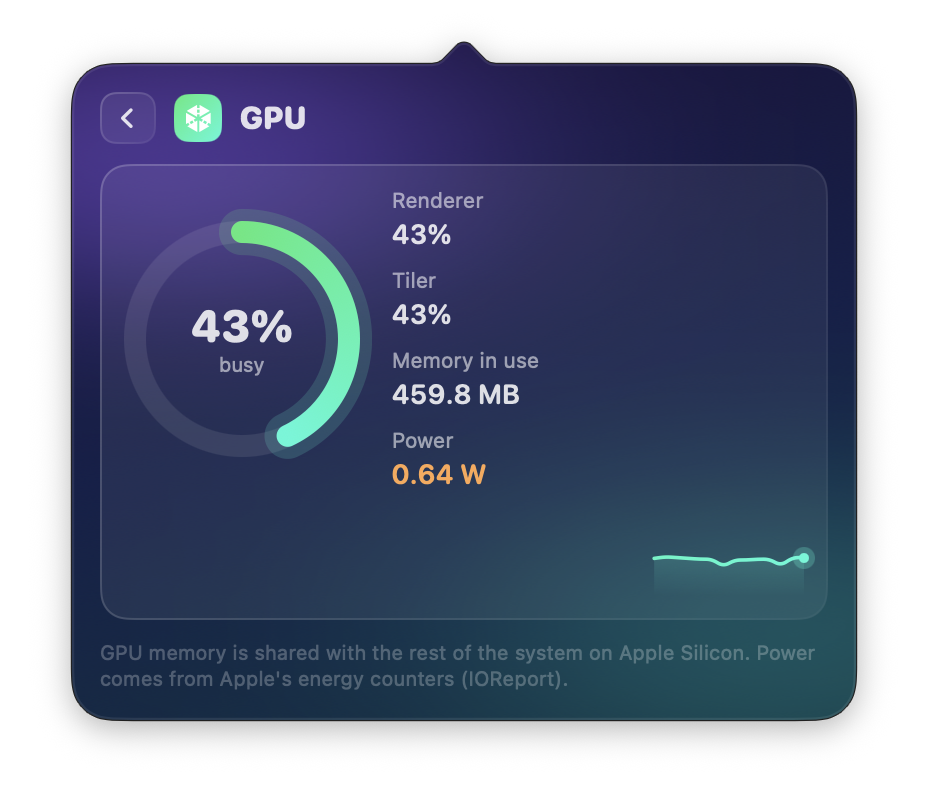 GPU
43%
busy
Renderer
43%
Tiler
43%
Memory in use
459.8 MB
Power
0.64 W
GPU memory is shared with the rest of the system on Apple Silicon. Power
comes from Apple's energy counters (IOReport).